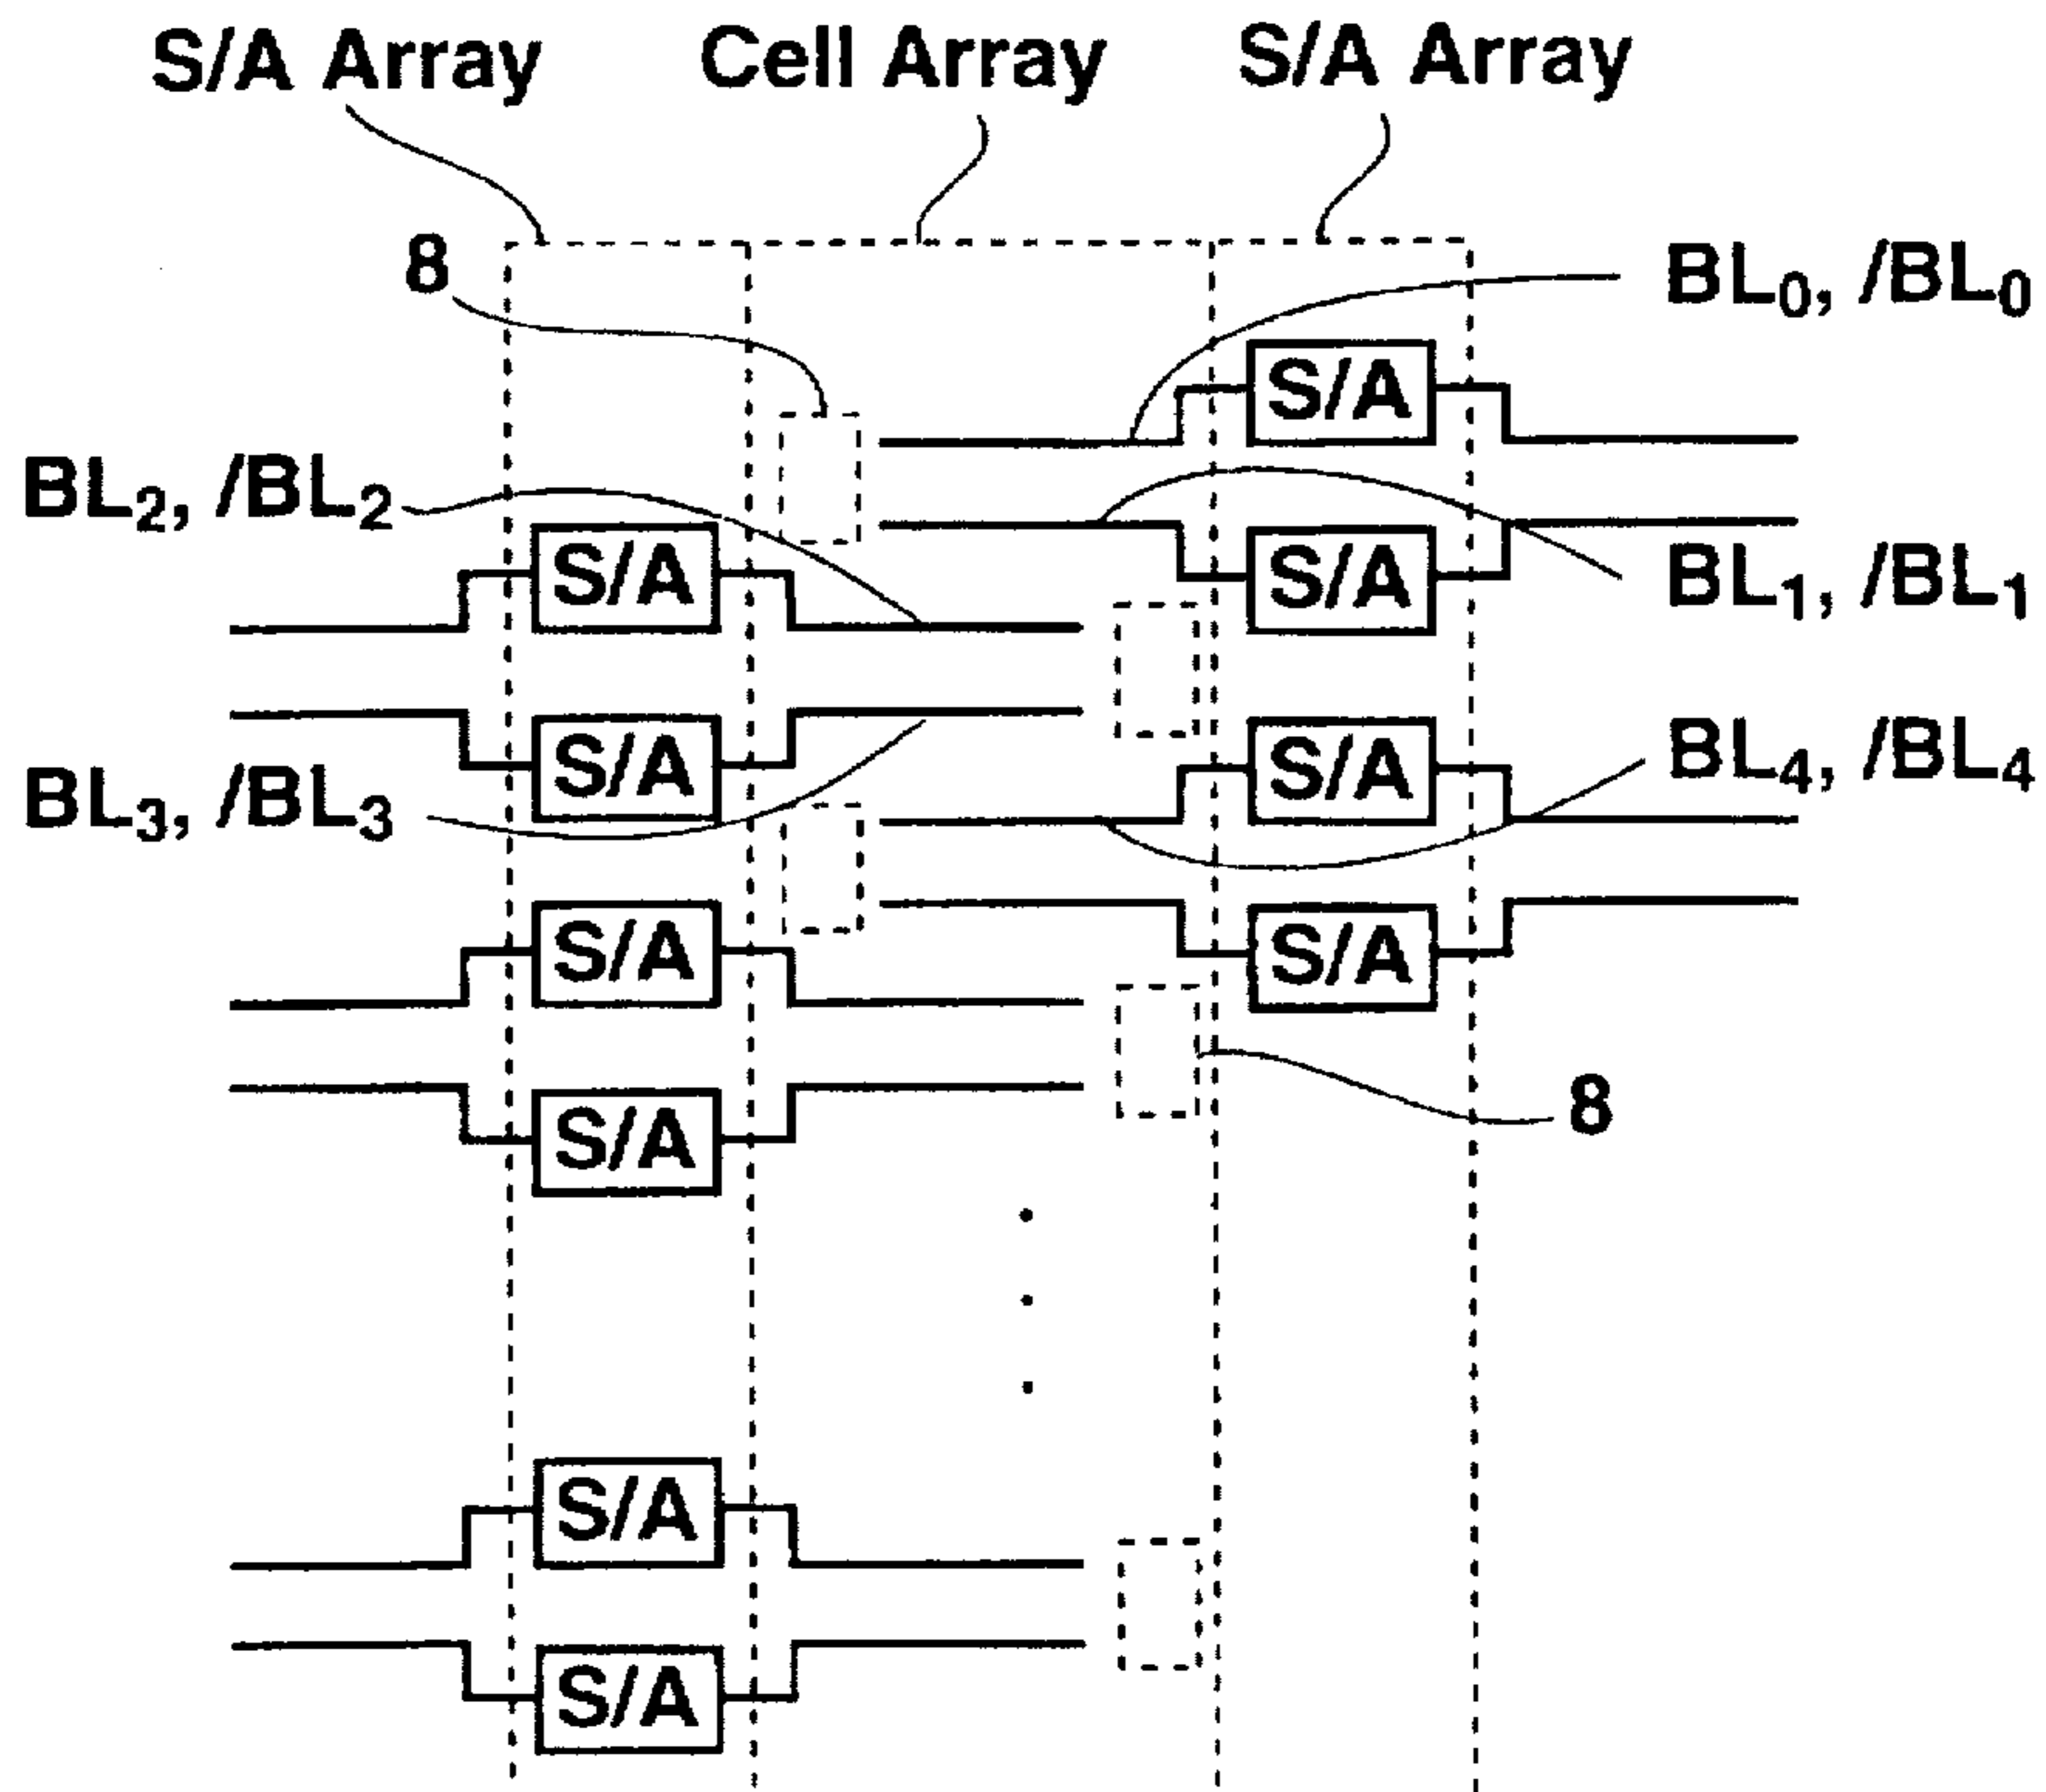 S/A Array Cell Array S/A Array
8
BL0, /BL0
S/A
BL2, /BL2
S/A S/A
BL1, /BL1
S/A S/A
BL4, /BL4
BL3, /BL3
S/A S/A
8
S/A
S/A
S/A